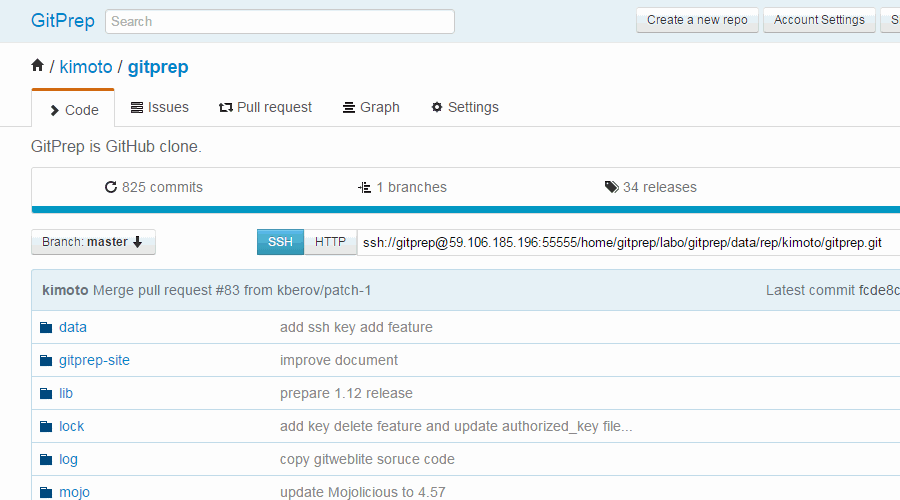 GitPrep Search Create a new repo Account Settings S
/ kimoto / gitprep
Code Issues Pull request Graph Settings
GitPrep is GitHub clone.
825 commits 1 branches 34 releases
Branch: master SSH HTTP ssh://gitprep@59.106.185.196:55555/home/gitprep/labo/gitprep/data/rep/kimoto/gitprep.git
kimoto Merge pull request #83 from kberov/patch-1 Latest commit fcde8c
data add ssh key add feature
gitprep-site improve document
lib prepare 1.12 release
lock add key delete feature and update authorized_key file...
log copy gitweblite soruce code
mojo update Mojolicious to 4.57